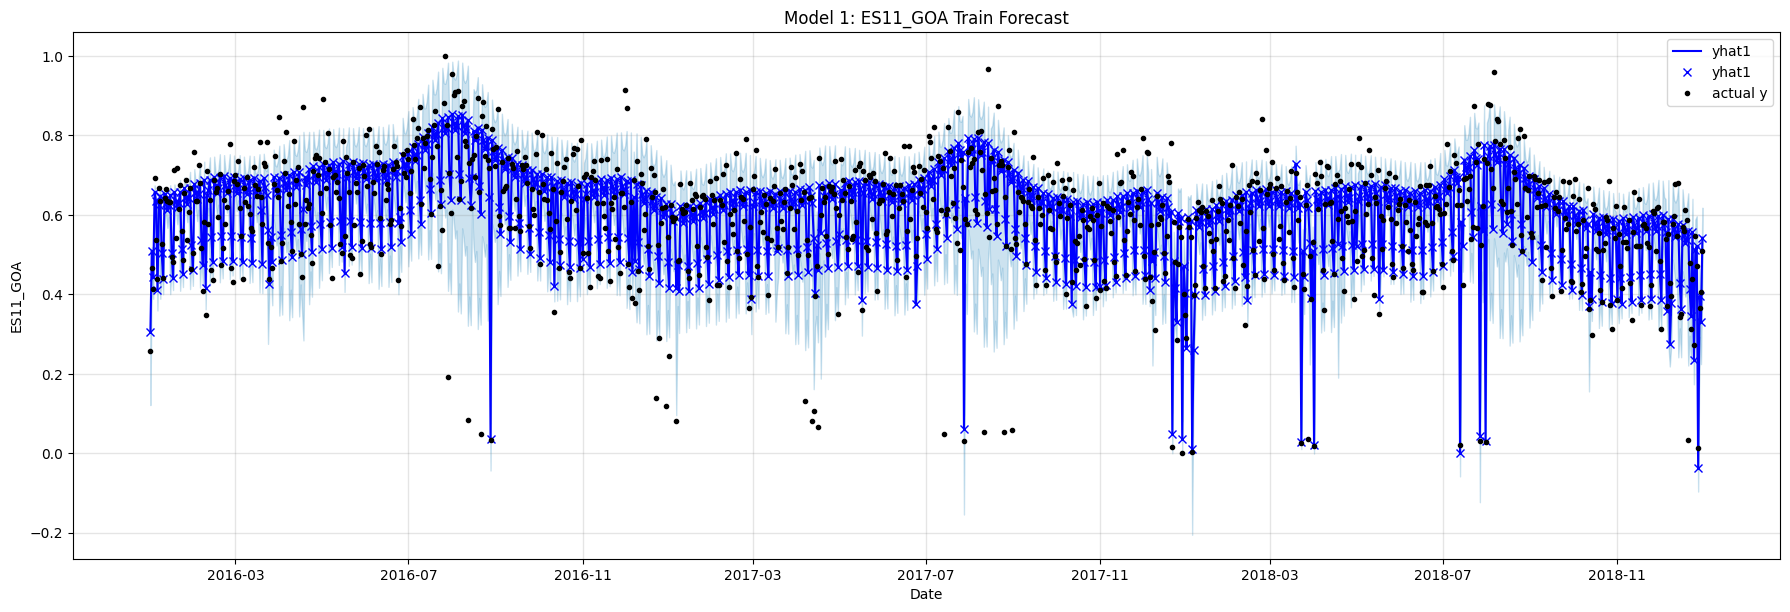 Model 1: ES11_GOA Train Forecast
yhat1
yhat1
actual y
ES11_GOA
1.0
0.8
0.6
0.4
0.2
0.0
−0.2
2016-03
2016-07
2016-11
2017-03
2017-07
2017-11
2018-03
2018-07
2018-11
Date